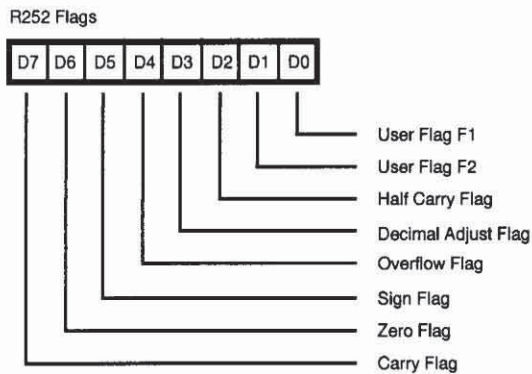 R252 Flags
D7 D6 D5 D4 D3 D2 D1 D0
User Flag F1
User Flag F2
Half Carry Flag
Decimal Adjust Flag
Overflow Flag
Sign Flag
Zero Flag
Carry Flag